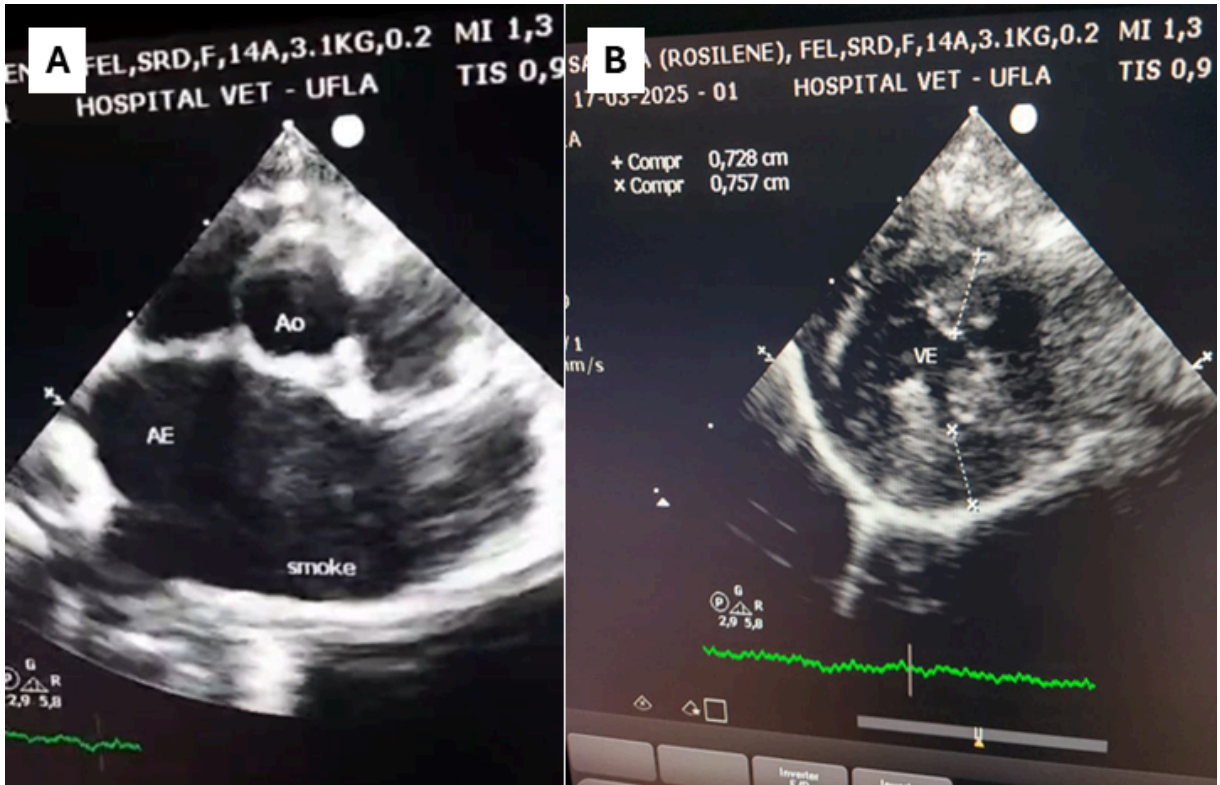 A
FEL,SRD,F,14A,3.1KG,0.2 MI 1,3
HOSPITAL VET - UFLA TIS 0,9
Ao
AE
smoke
G
P R
2,9 5,8
B
(ROSILENE), FEL,SRD,F,14A,3.1KG,0.2 MI 1,3
17-03-2025 - 01 HOSPITAL VET - UFLA TIS 0,9
+ Compr 0,728 cm
× Compr 0,757 cm
VE
G
P R
2,9 5,8
Inverter